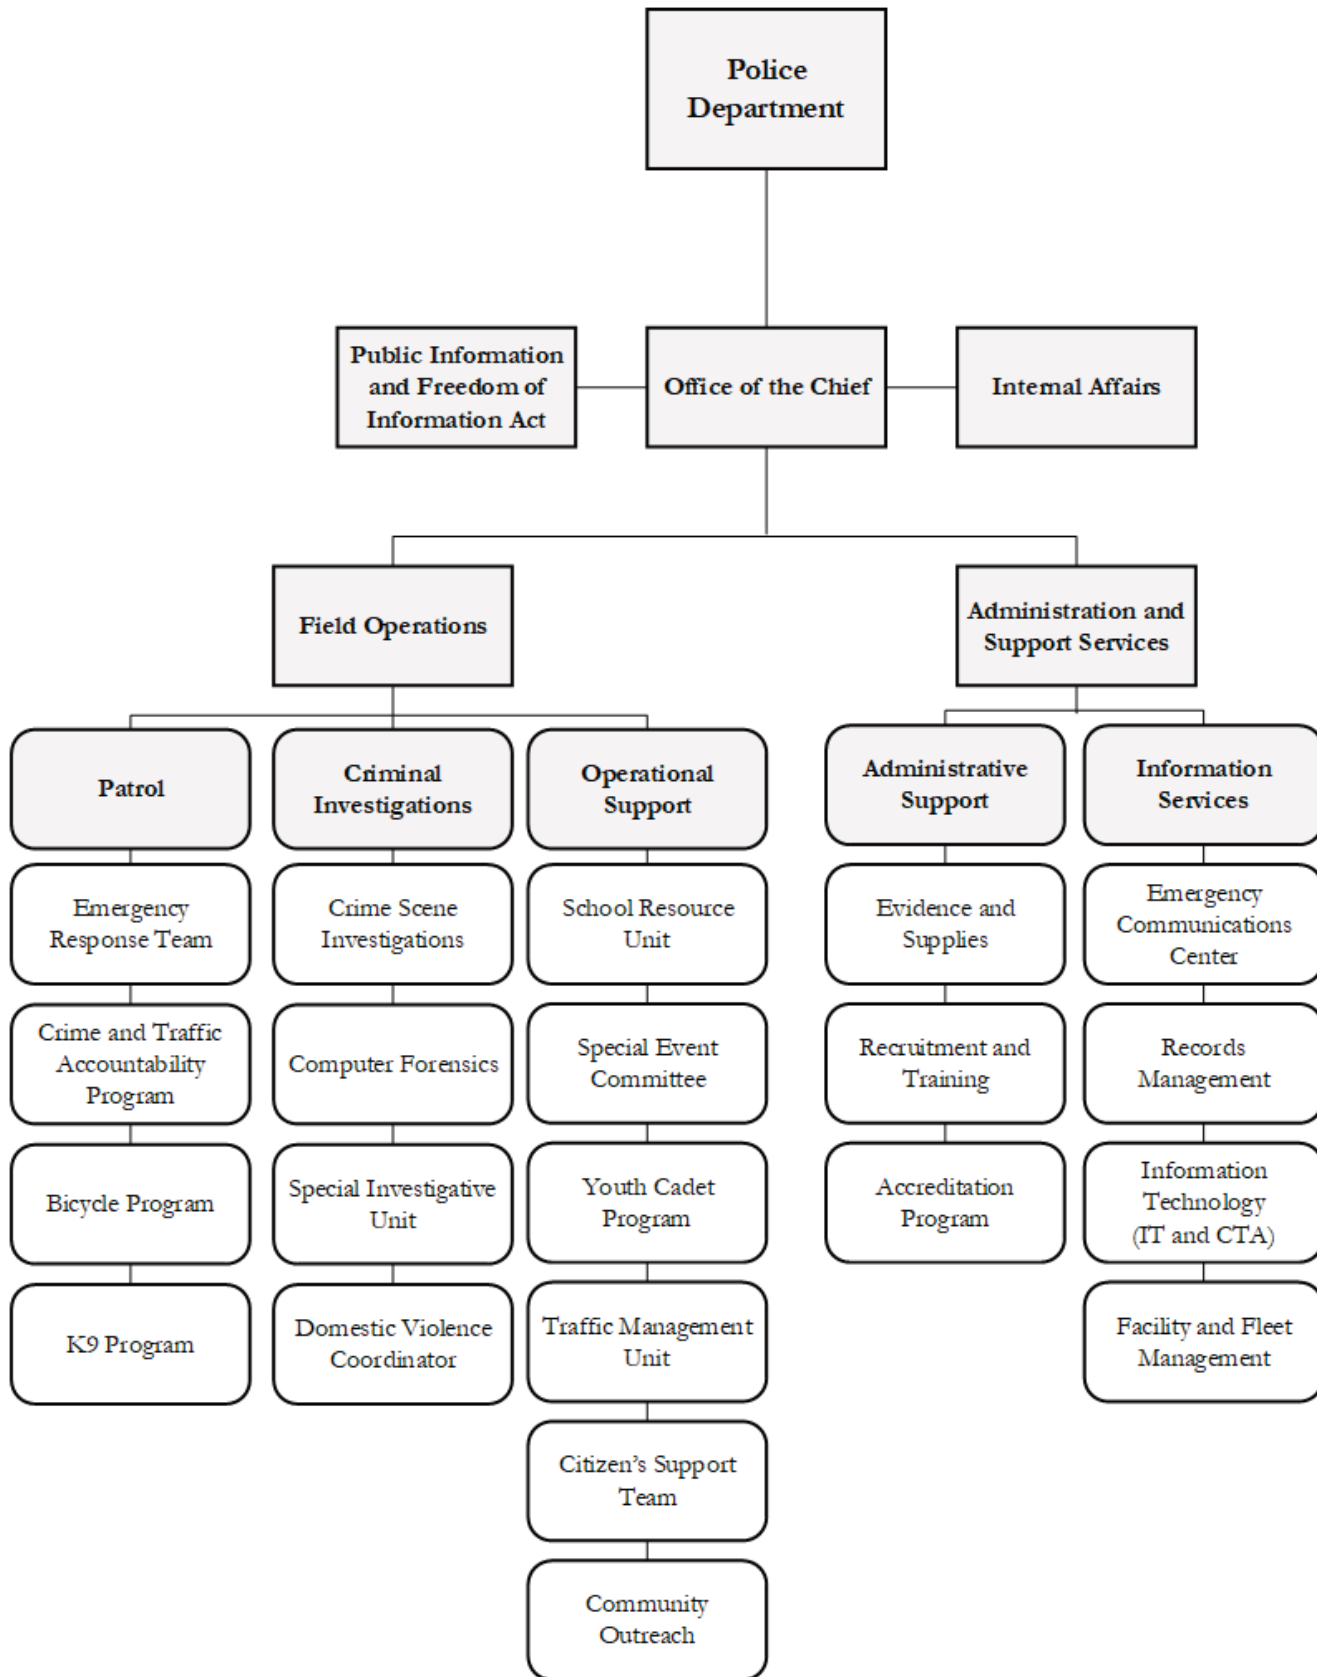 Police
Department
Public Information
and Freedom of
Information Act
Office of the Chief
Internal Affairs
Field Operations
Administration and
Support Services
Patrol
Criminal
Investigations
Operational
Support
Administrative
Support
Information
Services
Emergency
Response Team
Crime Scene
Investigations
School Resource
Unit
Evidence and
Supplies
Emergency
Communications
Center
Crime and Traffic
Accountability
Program
Computer Forensics
Special Event
Committee
Recruitment and
Training
Records
Management
Bicycle Program
Special Investigative
Unit
Youth Cadet
Program
Accreditation
Program
Information
Technology
(IT and CTA)
K9 Program
Domestic Violence
Coordinator
Traffic Management
Unit
Facility and Fleet
Management
Citizen’s Support
Team
Community
Outreach